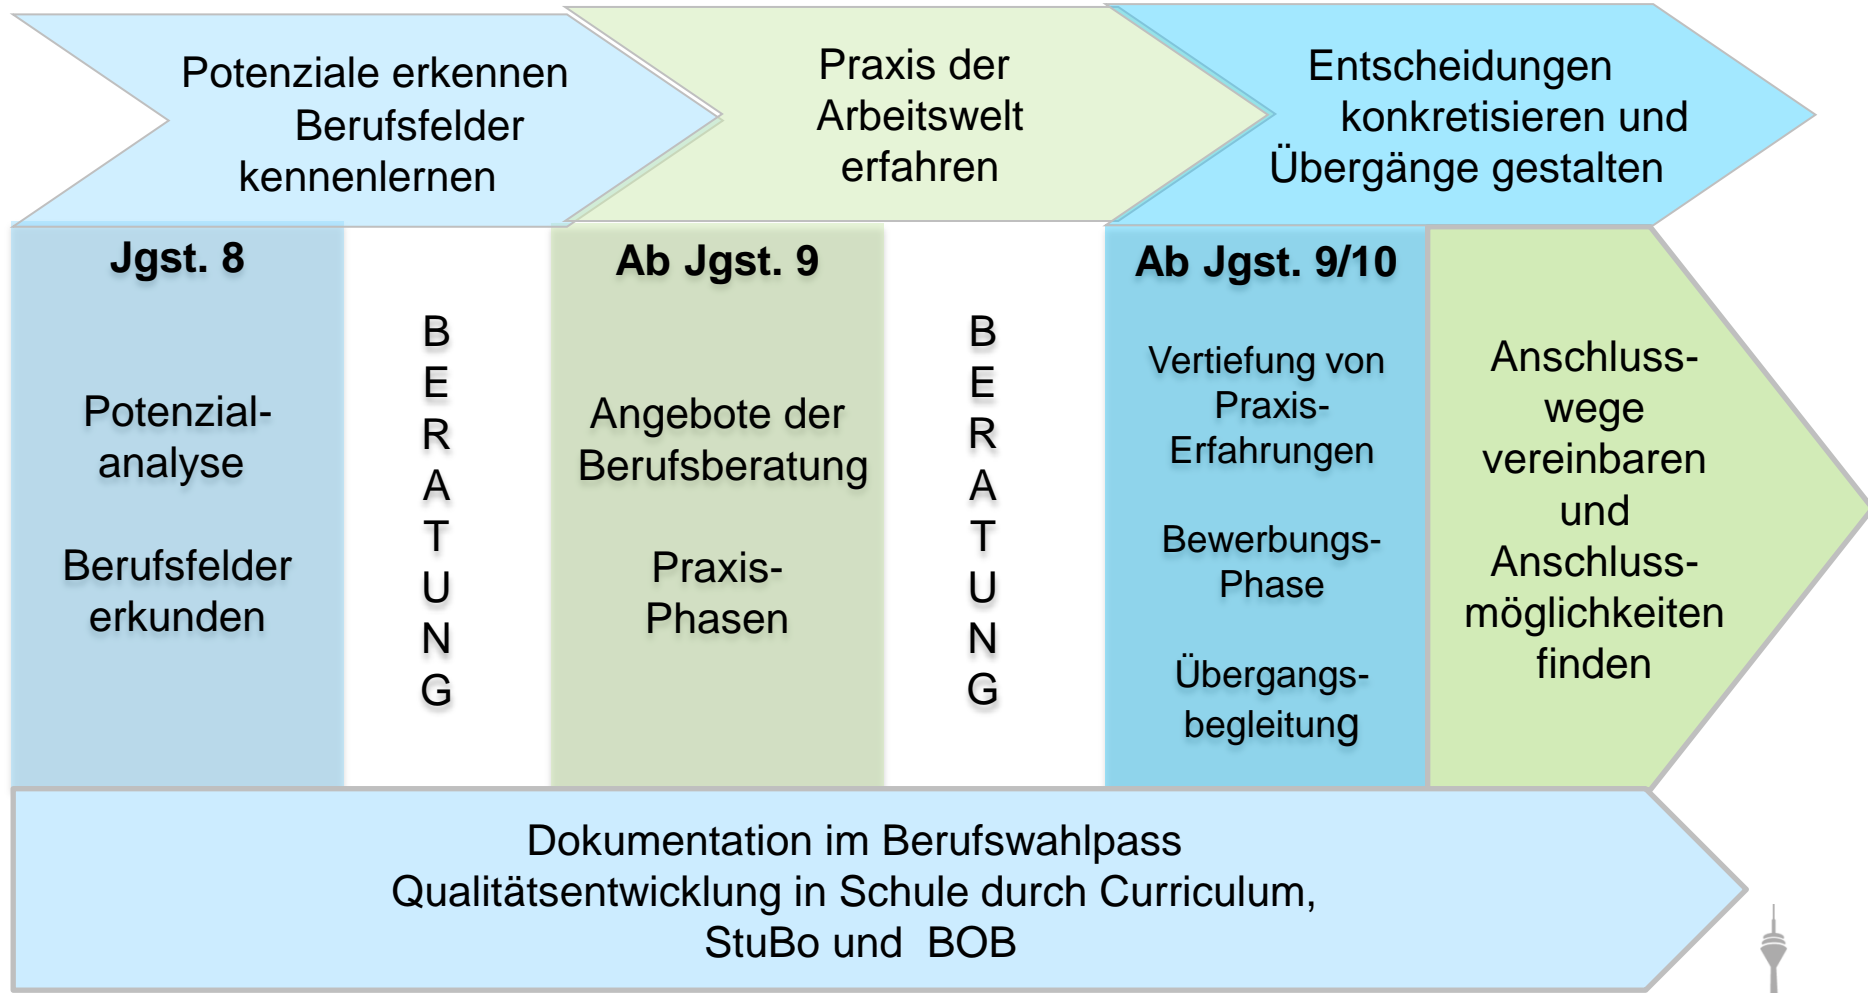 Potenziale erkennen
Berufsfelder
kennenlernen
Praxis der
Arbeitswelt
erfahren
Entscheidungen
konkretisieren und
Übergänge gestalten
Jgst. 8
Potenzial-
analyse
Berufsfelder
erkunden
B
E
R
A
T
U
N
G
Ab Jgst. 9
Angebote der
Berufsberatung
Praxis-
Phasen
B
E
R
A
T
U
N
G
Ab Jgst. 9/10
Vertiefung von
Praxis-
Erfahrungen
Bewerbungs-
Phase
Übergangs-
begleitung
Anschluss-
wege
vereinbaren
und
Anschluss-
möglichkeiten
finden
Dokumentation im Berufswahlpass
Qualitätsentwicklung in Schule durch Curriculum,
StuBo und BOB